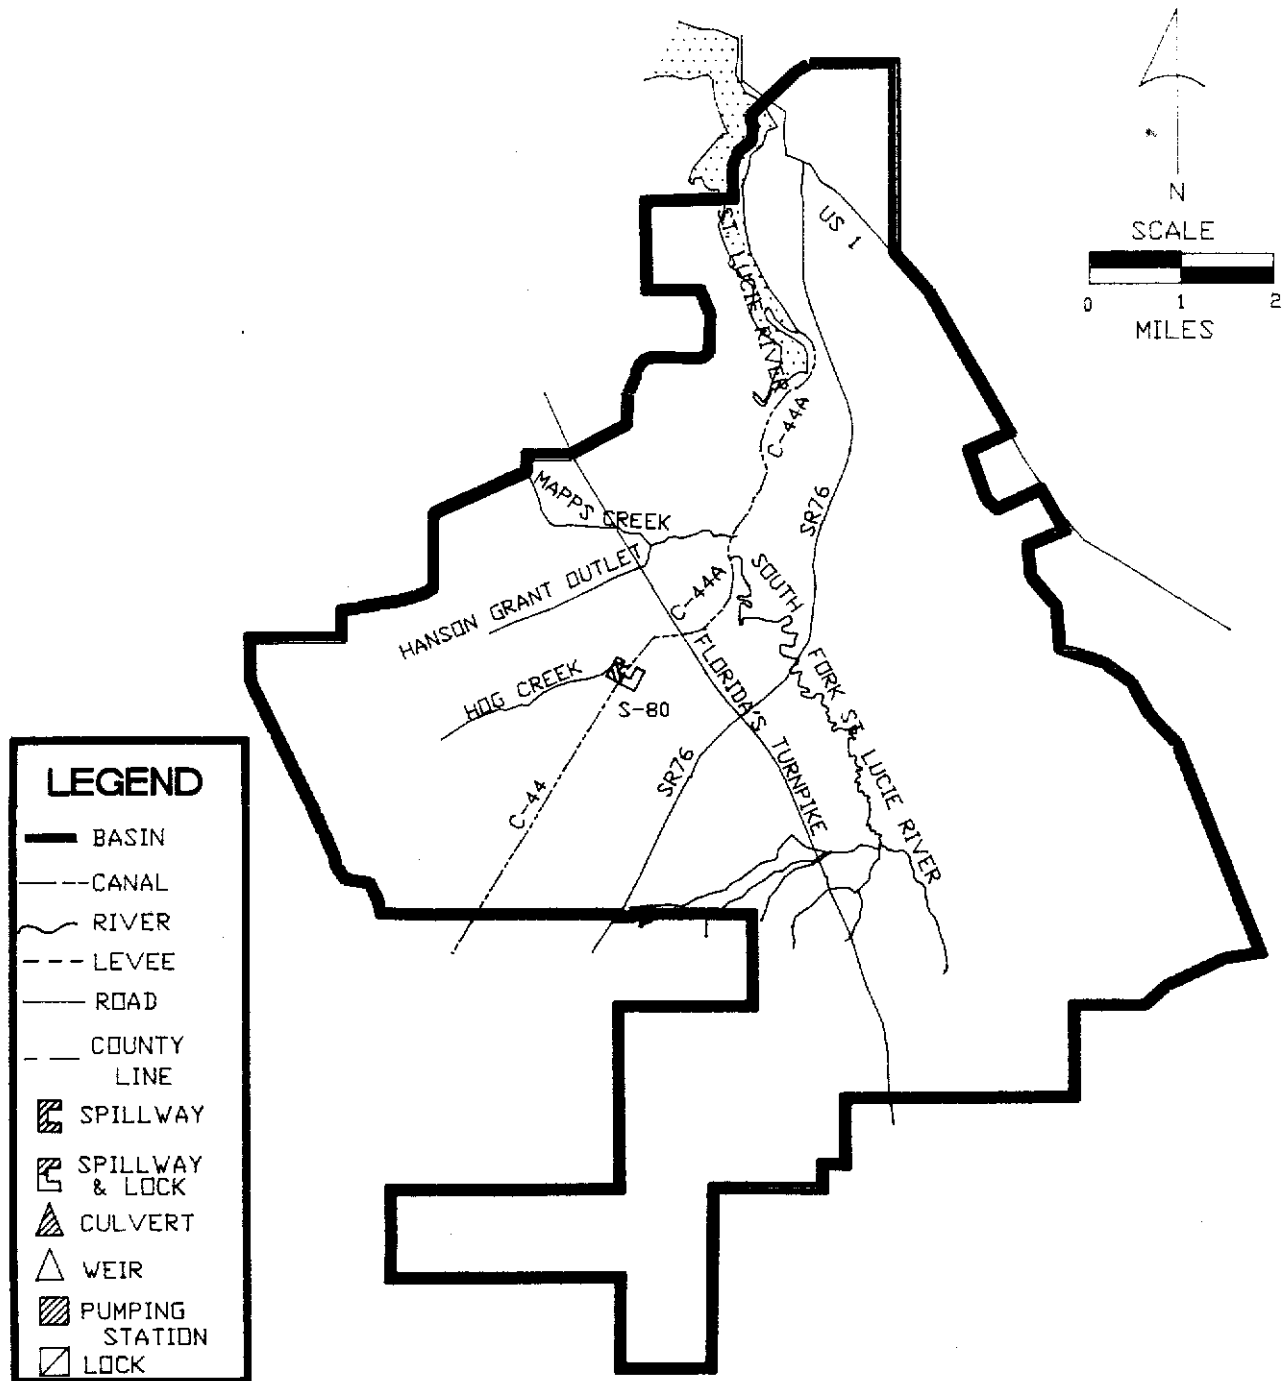 N
SCALE
0 1 2
MILES
US 1
ST. LUCIE RIVER
C-44A
SR76
MAPPS CREEK
HANSON GRANT OUTLET
C-44A
SOUTH FORK ST. LUCIE RIVER
HOG CREEK
S-80
FLORIDA'S TURNPIKE
SR76
C-44
LEGEND
BASIN
CANAL
RIVER
LEVEE
ROAD
COUNTY
LINE
SPILLWAY
SPILLWAY
& LOCK
CULVERT
WEIR
PUMPING
STATION
LOCK